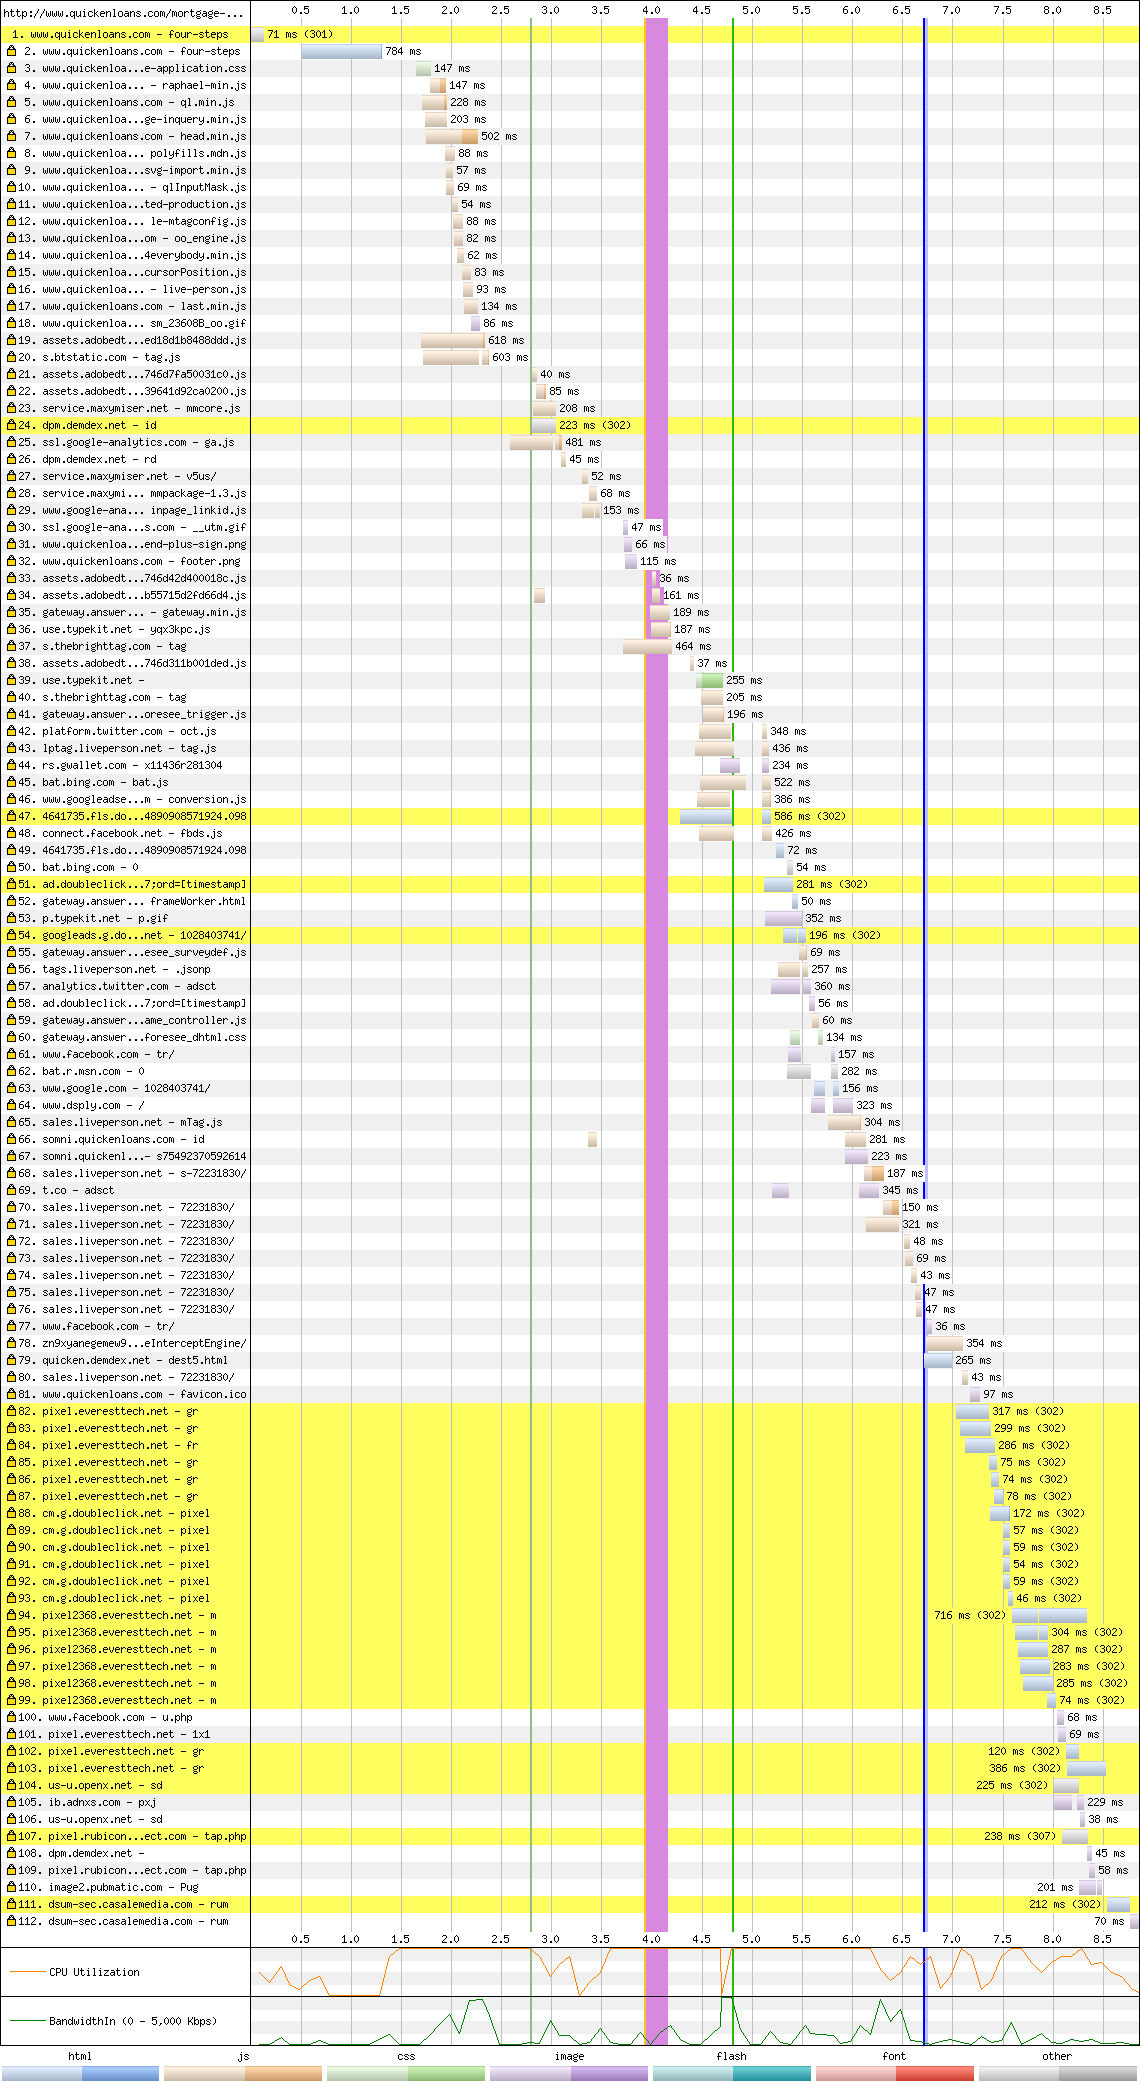 http://www.quickenloans.com/mortgage-... 0.5 1.0 1.5 2.0 2.5 3.0 3.5 4.0 4.5 5.0 5.5 6.0 6.5 7.0 7.5 8.0 8.5
1. www.quickenloans.com - four-steps 71 ms (301)
2. www.quickenloans.com - four-steps 784 ms
3. www.quickenloa...e-application.css 147 ms
4. www.quickenloa... - raphael-min.js 147 ms
5. www.quickenloans.com - ql.min.js 228 ms
6. www.quickenloa...ge-inquery.min.js 203 ms
7. www.quickenloans.com - head.min.js 502 ms
8. www.quickenloa... polyfills.mdn.js 88 ms
9. www.quickenloa...svg-import.min.js 57 ms
10. www.quickenloa... - qlInputMask.js 69 ms
11. www.quickenloa...ted-production.js 54 ms
12. www.quickenloa... le-mtagconfig.js 88 ms
13. www.quickenloa...om - oo_engine.js 82 ms
14. www.quickenloa...4everybody.min.js 62 ms
15. www.quickenloa...cursorPosition.js 83 ms
16. www.quickenloa... - live-person.js 93 ms
17. www.quickenloans.com - last.min.js 134 ms
18. www.quickenloa... sm_23608B_oo.gif 86 ms
19. assets.adobedt...ed18d1b8488ddd.js 618 ms
20. s.btstatic.com - tag.js 603 ms
21. assets.adobedt...746d7fa50031c0.js 40 ms
22. assets.adobedt...39641d92ca0200.js 85 ms
23. service.maxymiser.net - mmcore.js 208 ms
24. dpm.demdex.net - id 223 ms (302)
25. ssl.google-analytics.com - ga.js 481 ms
26. dpm.demdex.net - rd 45 ms
27. service.maxymiser.net - v5us/ 52 ms
28. service.maxymi... mmpackage-1.3.js 68 ms
29. www.google-ana... inpage_linkid.js 153 ms
30. ssl.google-ana...s.com - __utm.gif 47 ms
31. www.quickenloa...end-plus-sign.png 66 ms
32. www.quickenloans.com - footer.png 115 ms
33. assets.adobedt...746d42d400018c.js 36 ms
34. assets.adobedt...b55715d2fd66d4.js 161 ms
35. gateway.answer... - gateway.min.js 189 ms
36. use.typekit.net - yqx3kpc.js 187 ms
37. s.thebrighttag.com - tag 464 ms
38. assets.adobedt...746d311b001ded.js 37 ms
39. use.typekit.net - 255 ms
40. s.thebrighttag.com - tag 205 ms
41. gateway.answer...oresee_trigger.js 196 ms
42. platform.twitter.com - oct.js 348 ms
43. lptag.liveperson.net - tag.js 436 ms
44. rs.gwallet.com - x11436r281304 234 ms
45. bat.bing.com - bat.js 522 ms
46. www.googleadse...m - conversion.js 386 ms
47. 4641735.fls.do...4890908571924.098 586 ms (302)
48. connect.facebook.net - fbds.js 426 ms
49. 4641735.fls.do...4890908571924.098 72 ms
50. bat.bing.com - 0 54 ms
51. ad.doubleclick...7;ord=[timestamp] 281 ms (302)
52. gateway.answer... frameWorker.html 50 ms
53. p.typekit.net - p.gif 352 ms
54. googleads.g.do...net - 1028403741/ 196 ms (302)
55. gateway.answer...esee_surveydef.js 69 ms
56. tags.liveperson.net - .jsonp 257 ms
57. analytics.twitter.com - adsct 360 ms
58. ad.doubleclick...7;ord=[timestamp] 56 ms
59. gateway.answer...ame_controller.js 60 ms
60. gateway.answer...foresee_dhtml.css 134 ms
61. www.facebook.com - tr/ 157 ms
62. bat.r.msn.com - 0 282 ms
63. www.google.com - 1028403741/ 156 ms
64. www.dsply.com - / 323 ms
65. sales.liveperson.net - mTag.js 304 ms
66. somni.quickenloans.com - id 281 ms
67. somni.quickenl...- s75492370592614 223 ms
68. sales.liveperson.net - s-72231830/ 187 ms
69. t.co - adsct 345 ms
70. sales.liveperson.net - 72231830/ 150 ms
71. sales.liveperson.net - 72231830/ 321 ms
72. sales.liveperson.net - 72231830/ 48 ms
73. sales.liveperson.net - 72231830/ 69 ms
74. sales.liveperson.net - 72231830/ 43 ms
75. sales.liveperson.net - 72231830/ 47 ms
76. sales.liveperson.net - 72231830/ 47 ms
77. www.facebook.com - tr/ 36 ms
78. zn9xyanegemew9...eInterceptEngine/ 354 ms
79. quicken.demdex.net - dest5.html 265 ms
80. sales.liveperson.net - 72231830/ 43 ms
81. www.quickenloans.com - favicon.ico 97 ms
82. pixel.everesttech.net - gr 317 ms (302)
83. pixel.everesttech.net - gr 299 ms (302)
84. pixel.everesttech.net - fr 286 ms (302)
85. pixel.everesttech.net - gr 75 ms (302)
86. pixel.everesttech.net - gr 74 ms (302)
87. pixel.everesttech.net - gr 78 ms (302)
88. cm.g.doubleclick.net - pixel 172 ms (302)
89. cm.g.doubleclick.net - pixel 57 ms (302)
90. cm.g.doubleclick.net - pixel 59 ms (302)
91. cm.g.doubleclick.net - pixel 54 ms (302)
92. cm.g.doubleclick.net - pixel 59 ms (302)
93. cm.g.doubleclick.net - pixel 46 ms (302)
94. pixel2368.everesttech.net - m 716 ms (302)
95. pixel2368.everesttech.net - m 304 ms (302)
96. pixel2368.everesttech.net - m 287 ms (302)
97. pixel2368.everesttech.net - m 283 ms (302)
98. pixel2368.everesttech.net - m 285 ms (302)
99. pixel2368.everesttech.net - m 74 ms (302)
100. www.facebook.com - u.php 68 ms
101. pixel.everesttech.net - 1x1 69 ms
102. pixel.everesttech.net - gr 120 ms (302)
103. pixel.everesttech.net - gr 386 ms (302)
104. us-u.openx.net - sd 225 ms (302)
105. ib.adnxs.com - pxj 229 ms
106. us-u.openx.net - sd 38 ms
107. pixel.rubicon...ect.com - tap.php 238 ms (307)
108. dpm.demdex.net - 45 ms
109. pixel.rubicon...ect.com - tap.php 58 ms
110. image2.pubmatic.com - Pug 201 ms
111. dsum-sec.casalemedia.com - rum 212 ms (302)
112. dsum-sec.casalemedia.com - rum 70 ms
0.5 1.0 1.5 2.0 2.5 3.0 3.5 4.0 4.5 5.0 5.5 6.0 6.5 7.0 7.5 8.0 8.5
CPU Utilization
BandwidthIn (0 - 5,000 Kbps)
html js css image flash font other